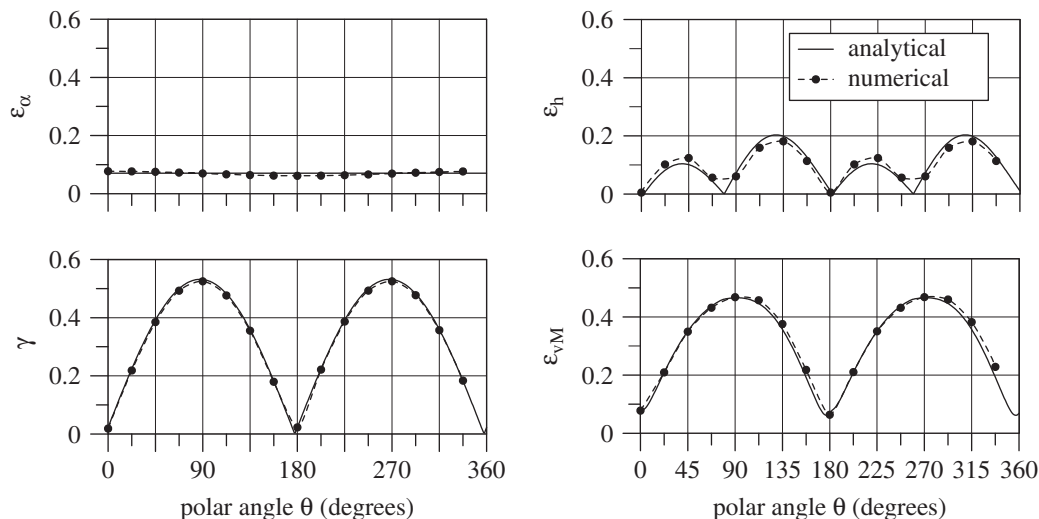 0.6
0.4
0.2
0
ε_α
0.6
0.4
0.2
0
ε_h
analytical
numerical
0.6
0.4
0.2
0
γ
0 90 180 270 360
polar angle θ (degrees)
0.6
0.4
0.2
0
ε_vM
0 45 90 135 180 225 270 315 360
polar angle θ (degrees)